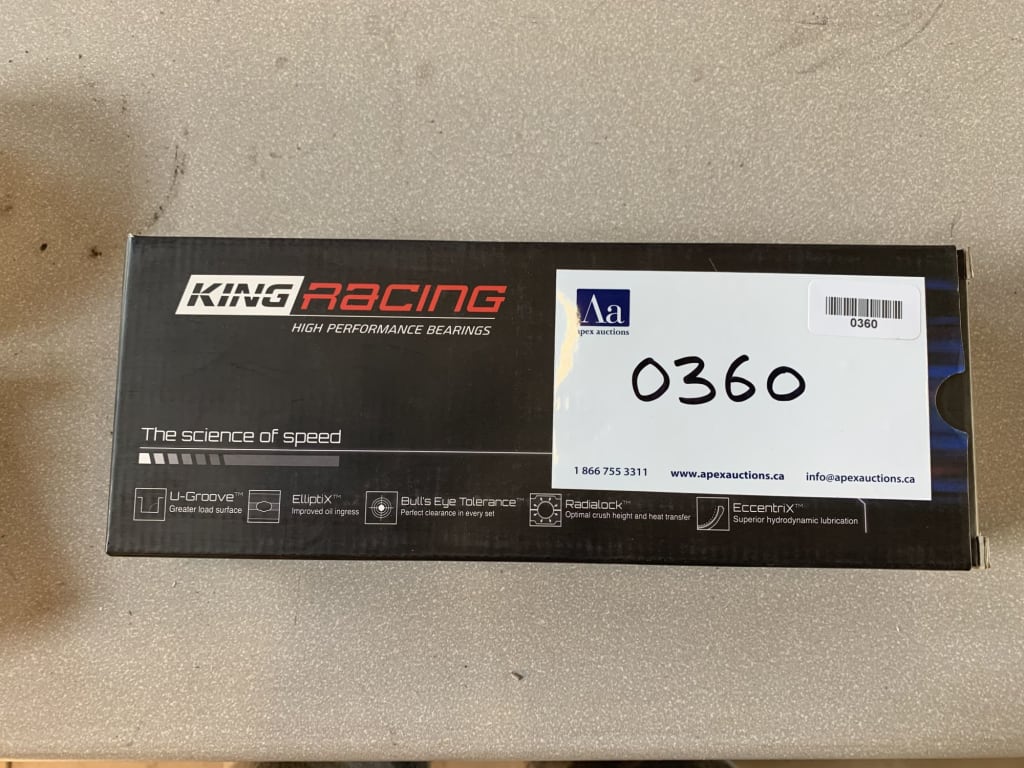 KING RACING
HIGH PERFORMANCE BEARINGS
The science of speed
U-Groove™
Greater load surface
ElliptiX™
Improved oil ingress
Bull's Eye Tolerance™
Perfect clearance in every set
Radialock™
Optimal crush height and heat transfer
EccentriX™
Superior hydrodynamic lubrication
Aa
apex auctions
0360
0360
1 866 755 3311 www.apexauctions.ca info@apexauctions.ca